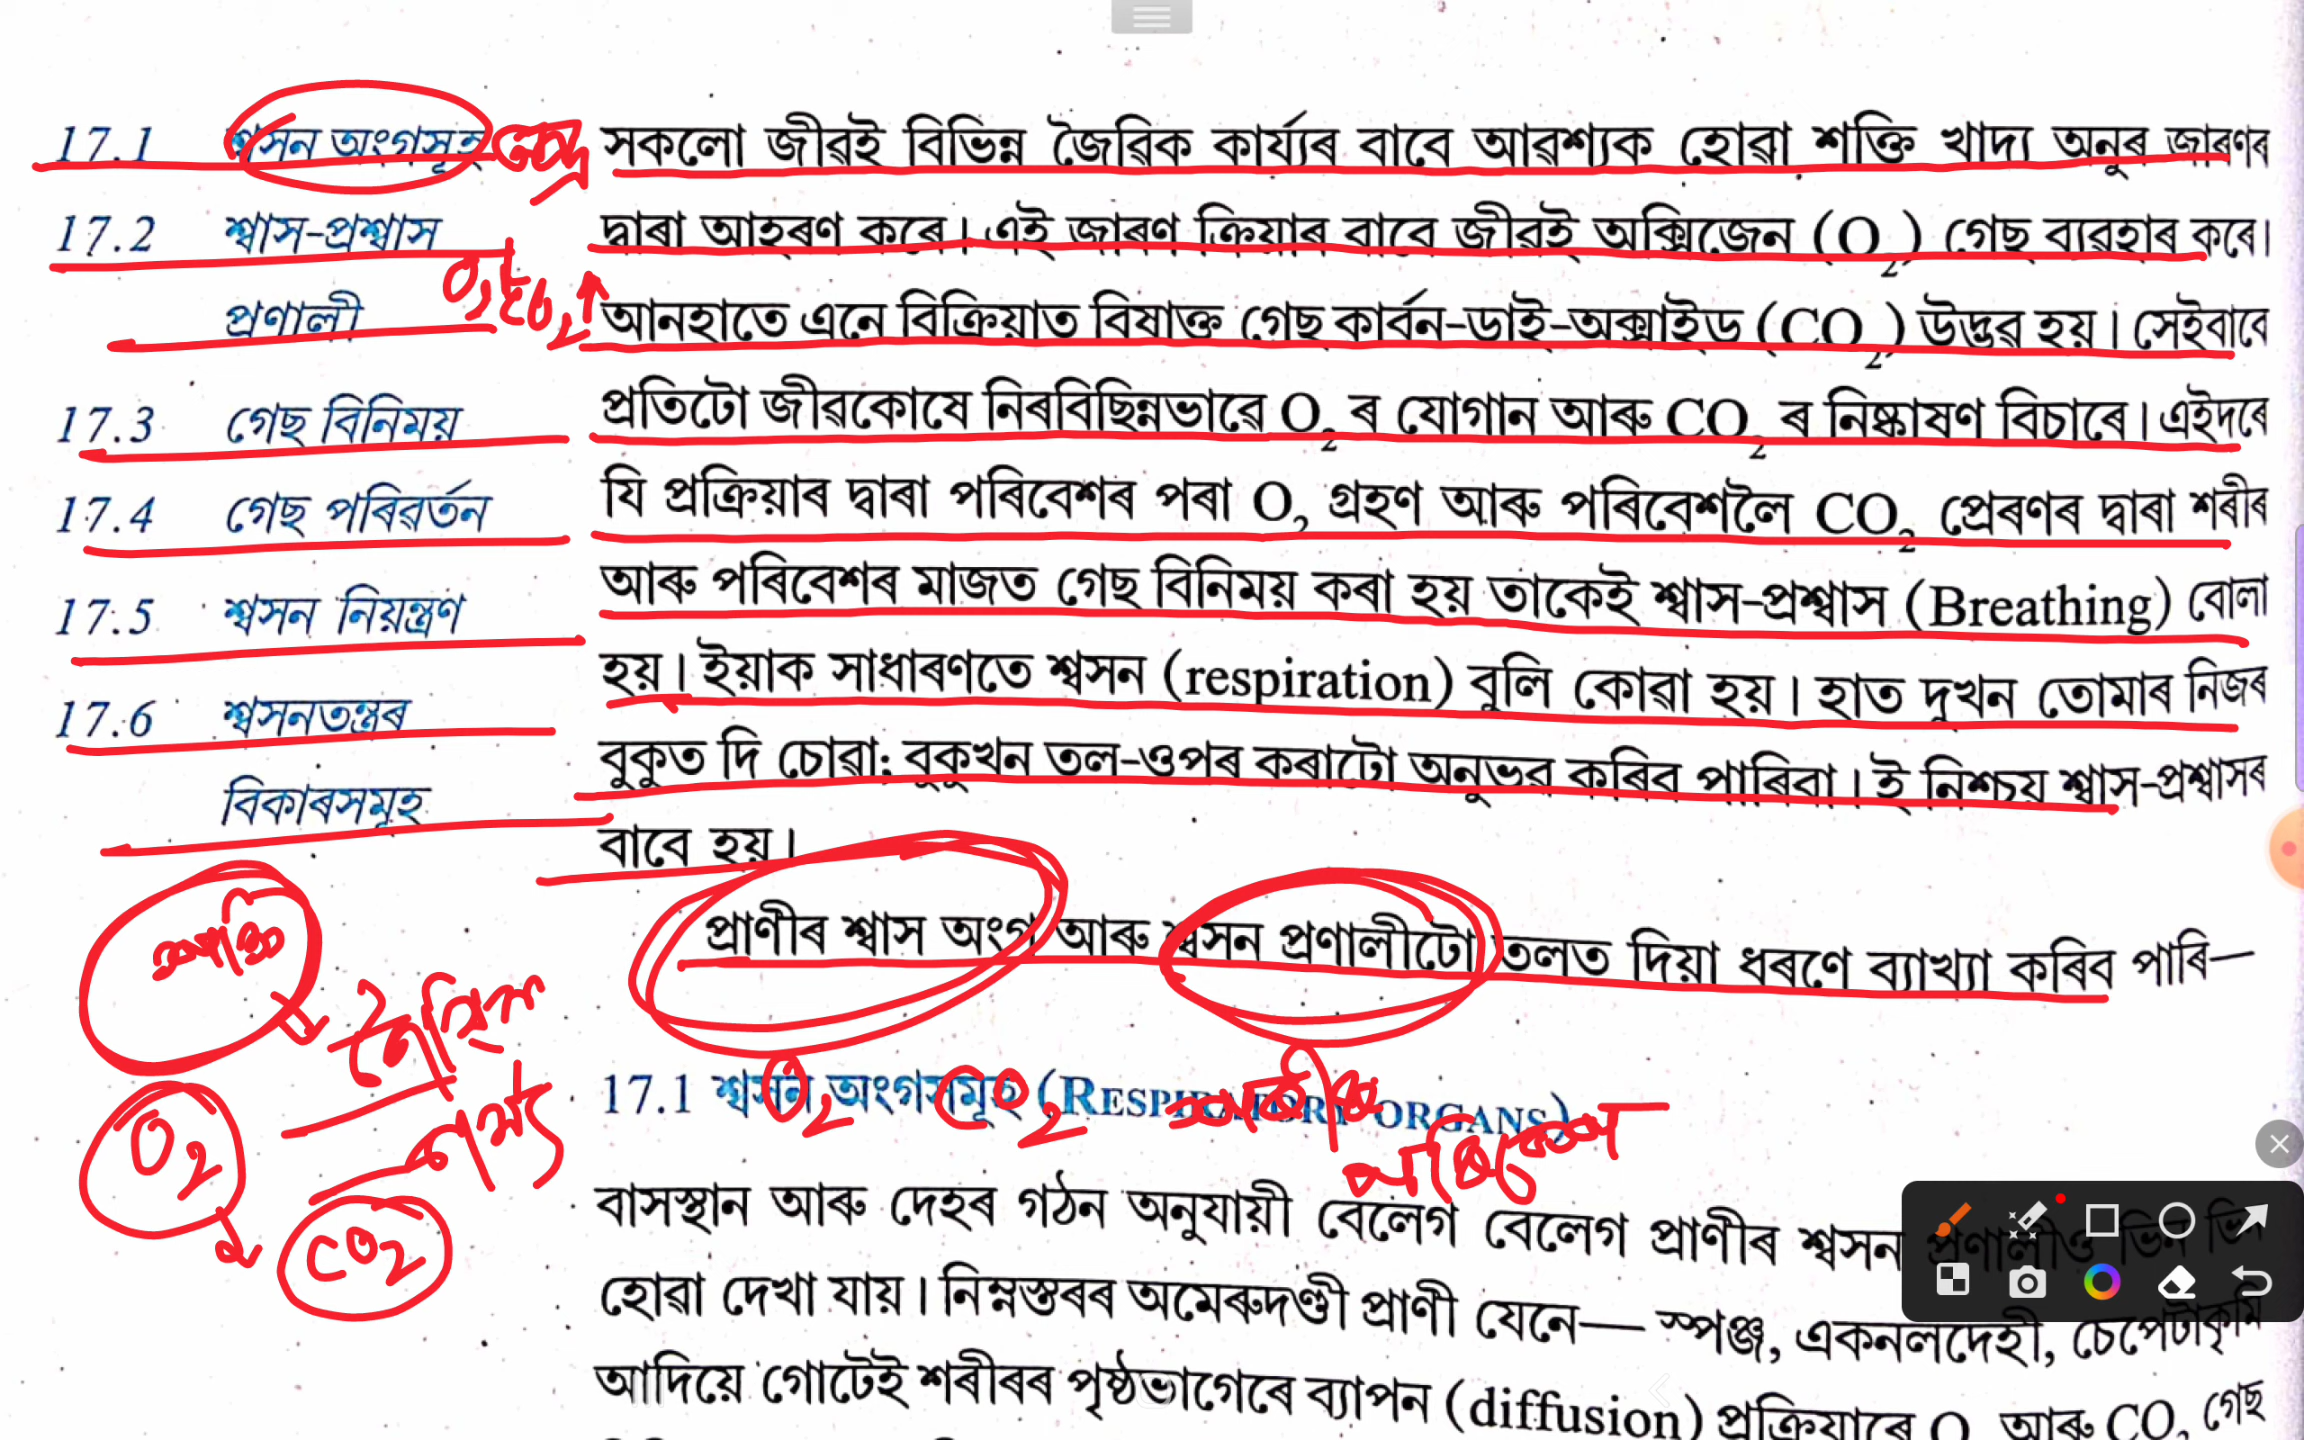 17.1 শ্বসন অংগসূহ
17.2 শ্বাস-প্ৰশ্বাস
প্ৰণালী
17.3 গেছ বিনিময়
17.4 গেছ পৰিৱৰ্তন
17.5 শ্বসন নিয়ন্ত্ৰণ
17.6 শ্বসনতন্ত্ৰৰ
বিকাৰসমূহ
O₂ CO₂
শক্তি
জৈৱিক
O₂
CO₂
সকলো জীৱই বিভিন্ন জৈৱিক কাৰ্য্যৰ বাবে আৱশ্যক হোৱা শক্তি খাদ্য অনুৰ জাৰণৰ
দ্বাৰা আহৰণ কৰে। এই জাৰণ ক্ৰিয়াৰ বাবে জীৱই অক্সিজেন (O₂) গেছ ব্যৱহাৰ কৰে।
আনহাতে এনে বিক্ৰিয়াত বিষাক্ত গেছ কাৰ্বন-ডাই-অক্সাইড (CO₂) উদ্ভৱ হয়। সেইবাবে
প্ৰতিটো জীৱকোষে নিৰবিছিন্নভাৱে O₂ ৰ যোগান আৰু CO₂ ৰ নিষ্কাষণ বিচাৰে। এইদৰে
যি প্ৰক্ৰিয়াৰ দ্বাৰা পৰিবেশৰ পৰা O₂ গ্ৰহণ আৰু পৰিবেশলৈ CO₂ প্ৰেৰণৰ দ্বাৰা শৰীৰ
আৰু পৰিবেশৰ মাজত গেছ বিনিময় কৰা হয় তাকেই শ্বাস-প্ৰশ্বাস (Breathing) বোলা
হয়। ইয়াক সাধাৰণতে শ্বসন (respiration) বুলি কোৱা হয়। হাত দুখন তোমাৰ নিজৰ
বুকুত দি চোৱা; বুকুখন তল-ওপৰ কৰাটো অনুভৱ কৰিব পাৰিবা। ই নিশ্চয় শ্বাস-প্ৰশ্বাসৰ
বাবে হয়।
প্ৰাণীৰ শ্বাস অংগ আৰু শ্বসন প্ৰণালীটো তলত দিয়া ধৰণে ব্যাখ্যা কৰিব পাৰি—
O₂ CO₂
17.1 শ্বসন অংগসমূহ (RESPIRATORY ORGANS)
বাসস্থান আৰু দেহৰ গঠন অনুযায়ী বেলেগ বেলেগ প্ৰাণীৰ শ্বসন প্ৰণালীও ভিন ভিন
হোৱা দেখা যায়। নিম্নস্তৰৰ অমেৰুদণ্ডী প্ৰাণী যেনে— স্পঞ্জ, একনলদেহী, চেপেটাকৃমি
আদিয়ে গোটেই শৰীৰৰ পৃষ্ঠভাগেৰে ব্যাপন (diffusion) প্ৰক্ৰিয়াৰে O₂ আৰু CO₂ গেছ